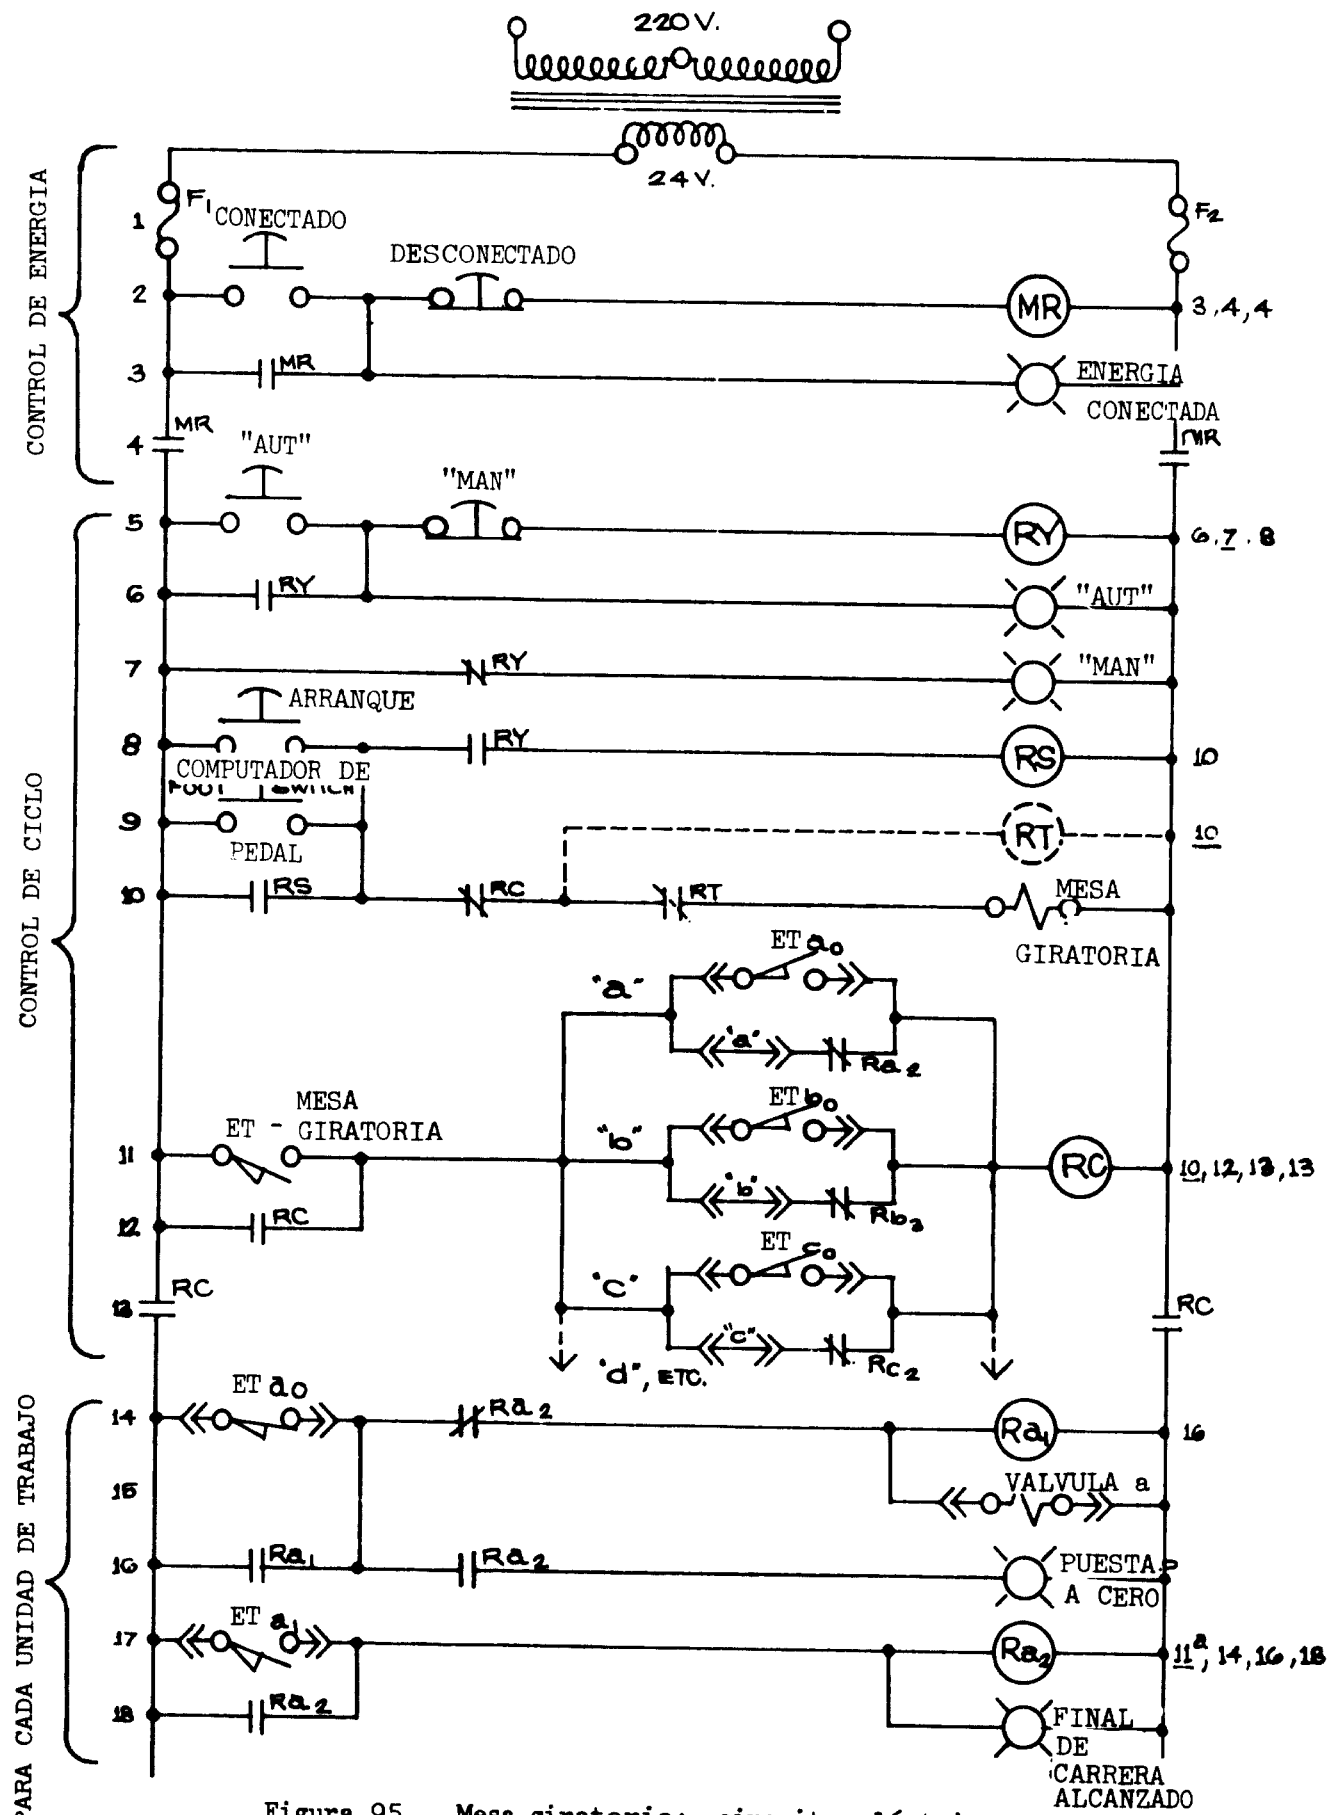 220 V.
24 V.
CONTROL DE ENERGIA
1
F1
CONECTADO
F2
DESCONECTADO
2
MR
3, 4, 4
3
MR
ENERGIA
CONECTADA
4
MR
MR
CONTROL DE CICLO
"AUT"
"MAN"
5
RY
6, 7, 8
6
RY
"AUT"
7
RY
"MAN"
ARRANQUE
8
RY
RS
10
COMPUTADOR DE
9
PEDAL
RT
10
10
RS
RC
RT
MESA
GIRATORIA
ET a0
"a"
"a"
Ra2
MESA
ET - GIRATORIA
ET b0
"b"
11
RC
10, 12, 13, 13
"b"
12
RC
ET c0
"c"
13
RC
RC
"c"
Rc2
"d", ETC.
PARA CADA UNIDAD DE TRABAJO
ET a0
14
Ra2
Ra1
16
15
VALVULA a
16
Ra1
Ra2
PUESTA
A CERO
ET a1
17
Ra2
11a, 14, 16, 18
18
Ra2
FINAL
DE
CARRERA
ALCANZADO
Figura 95. Mesa giratoria: